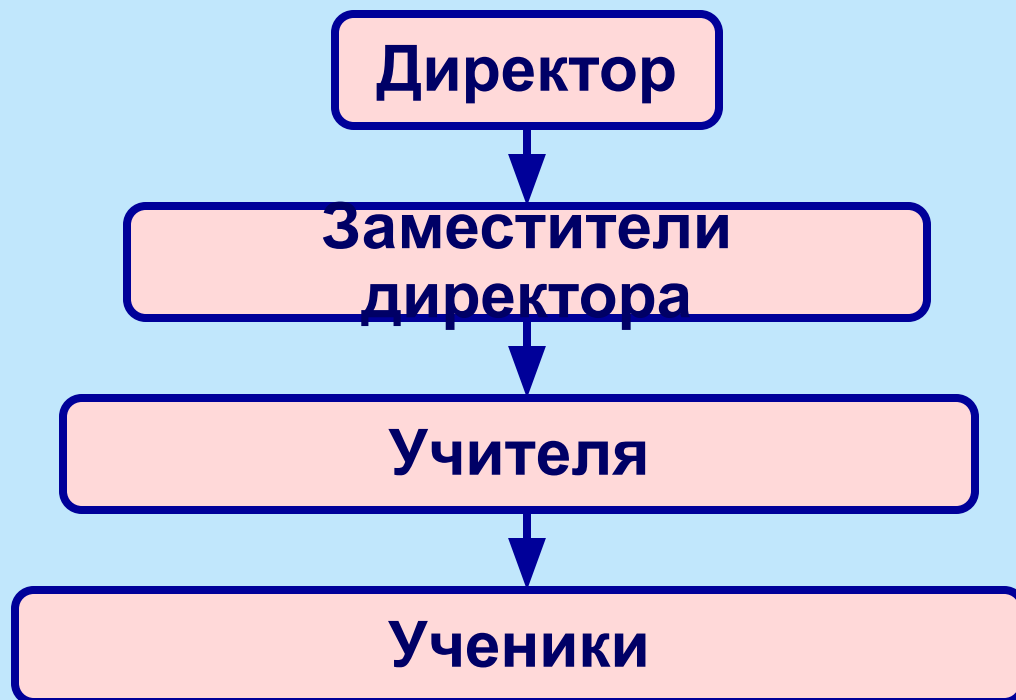 Директор
Заместители
директора
Учителя
Ученики